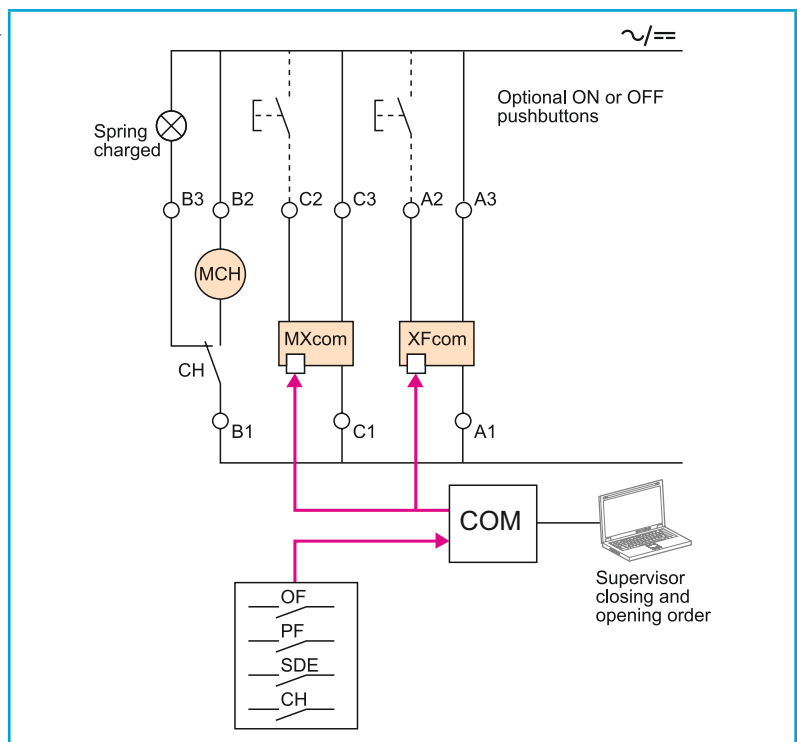 Optional ON or OFF
pushbuttons
Spring
charged
B3 B2 C2 C3 A2 A3
MCH
MXcom XFcom
CH
B1 C1 A1
COM
Supervisor
closing and
opening order
OF
PF
SDE
CH